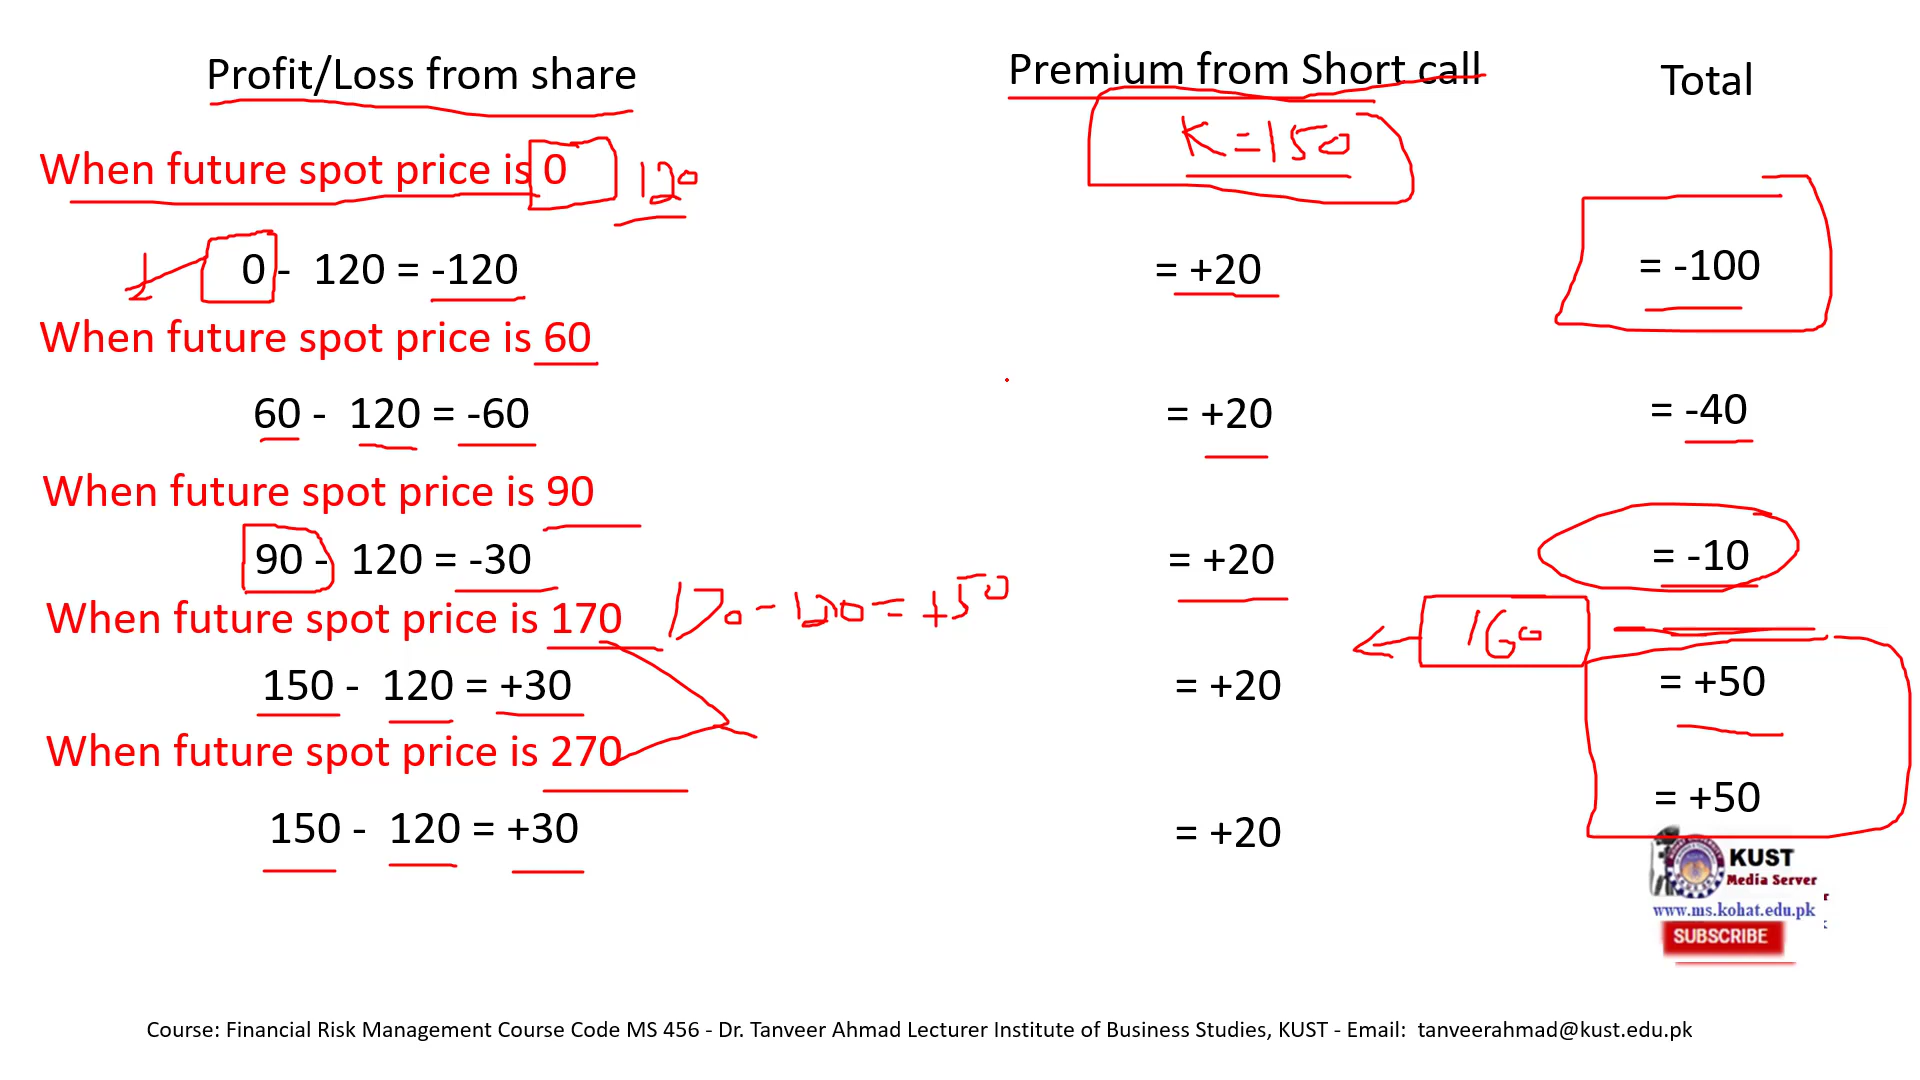 Profit/Loss from share Premium from Short call Total
K=150
When future spot price is 0 120
0 - 120 = -120 = +20 = -100
When future spot price is 60
60 - 120 = -60 = +20 = -40
When future spot price is 90
90 - 120 = -30 = +20 = -10
When future spot price is 170 170 - 120 = +50 160
150 - 120 = +30 = +20 = +50
When future spot price is 270
= +50
150 - 120 = +30 = +20
KUST
Media Server
www.ms.kohat.edu.pk
SUBSCRIBE
Course: Financial Risk Management Course Code MS 456 - Dr. Tanveer Ahmad Lecturer Institute of Business Studies, KUST - Email: tanveerahmad@kust.edu.pk